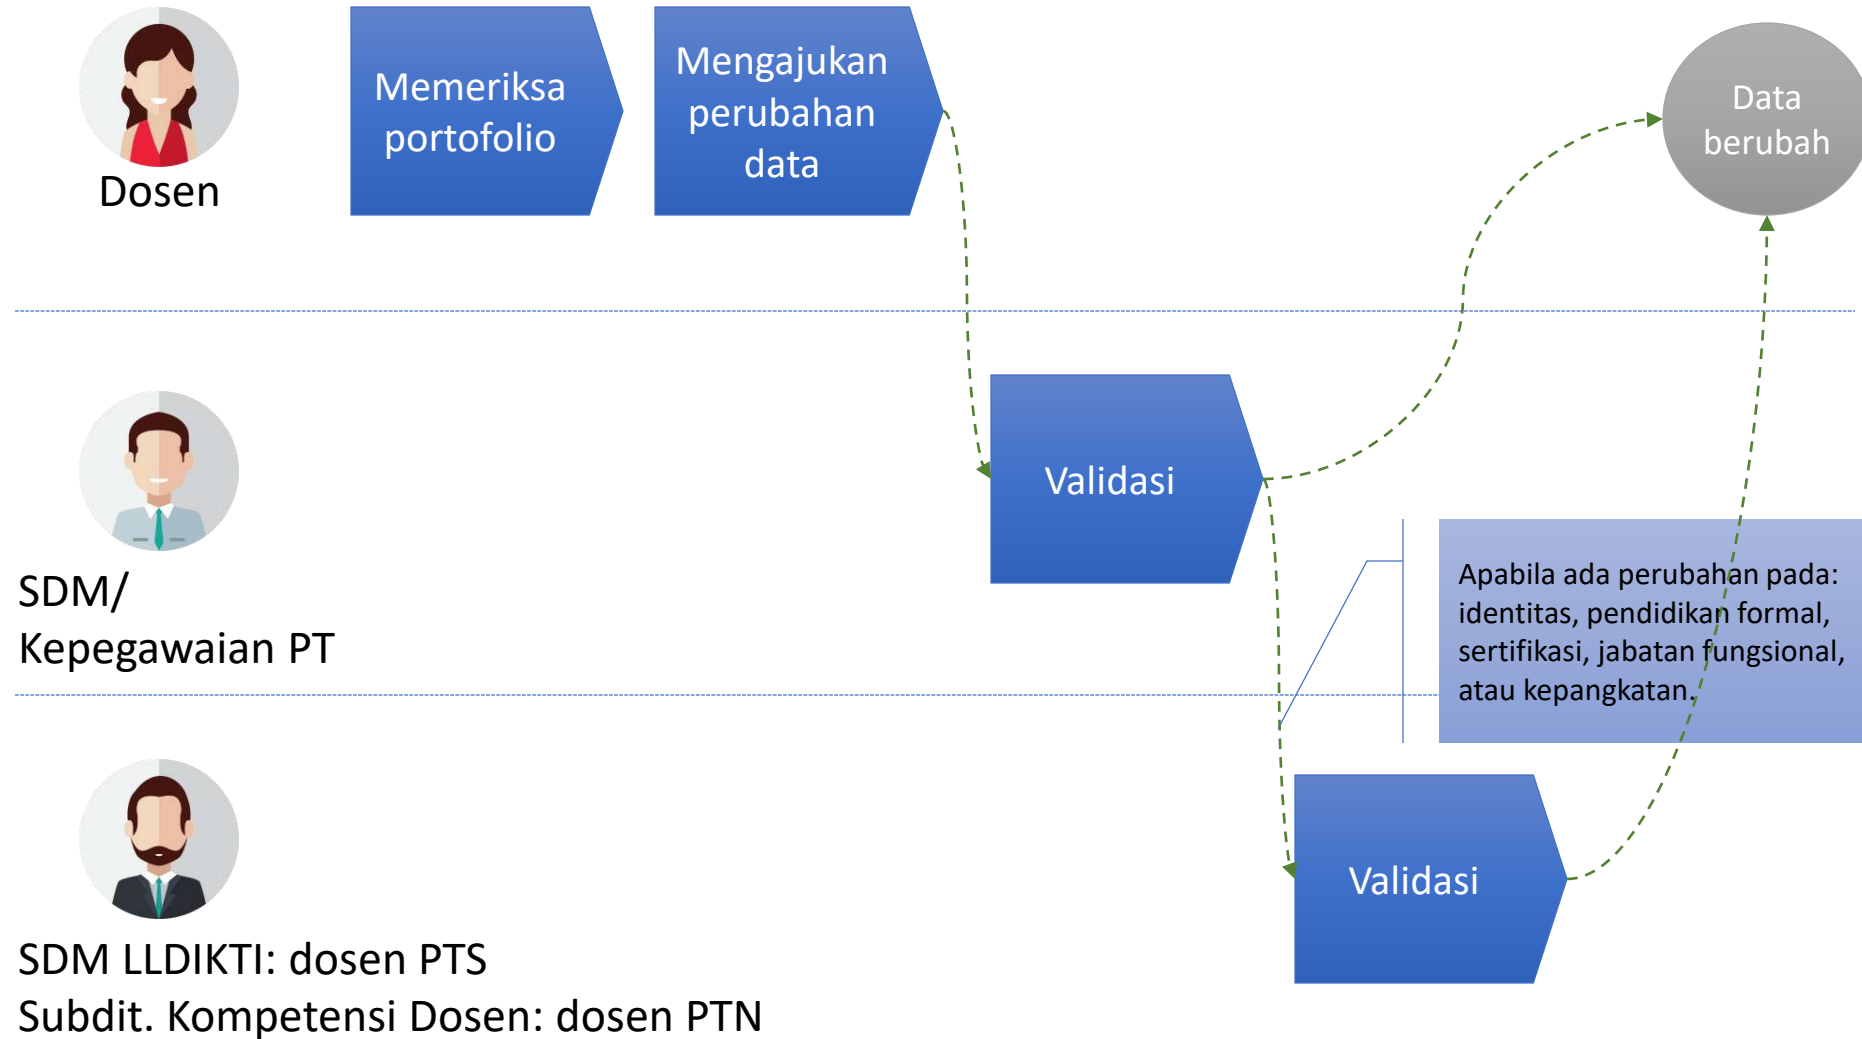 Dosen
Memeriksa
portofolio
Mengajukan
perubahan
data
Data
berubah
SDM/
Kepegawaian PT
Validasi
Apabila ada perubahan pada:
identitas, pendidikan formal,
sertifikasi, jabatan fungsional,
atau kepangkatan.
SDM LLDIKTI: dosen PTS
Subdit. Kompetensi Dosen: dosen PTN
Validasi